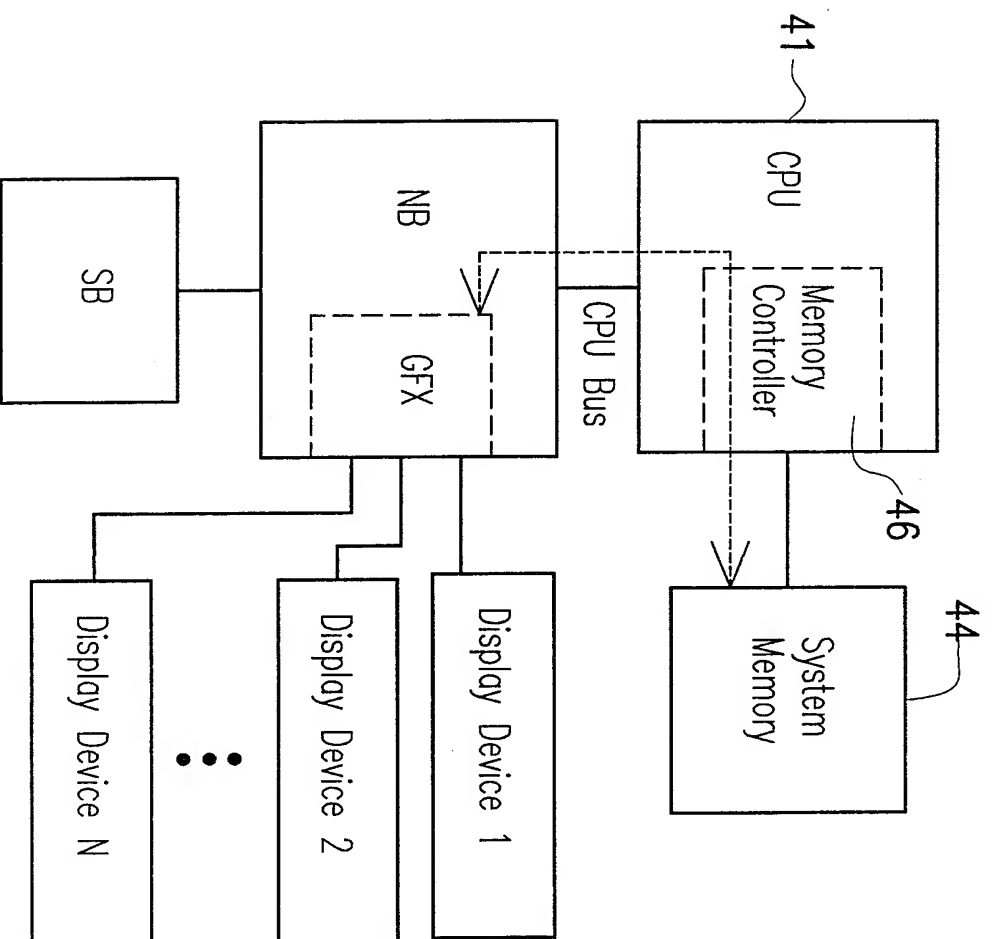 41
CPU
Memory
Controller
46
44
System
Memory
CPU Bus
NB
GFX
SB
Display Device 1
Display Device 2
Display Device N